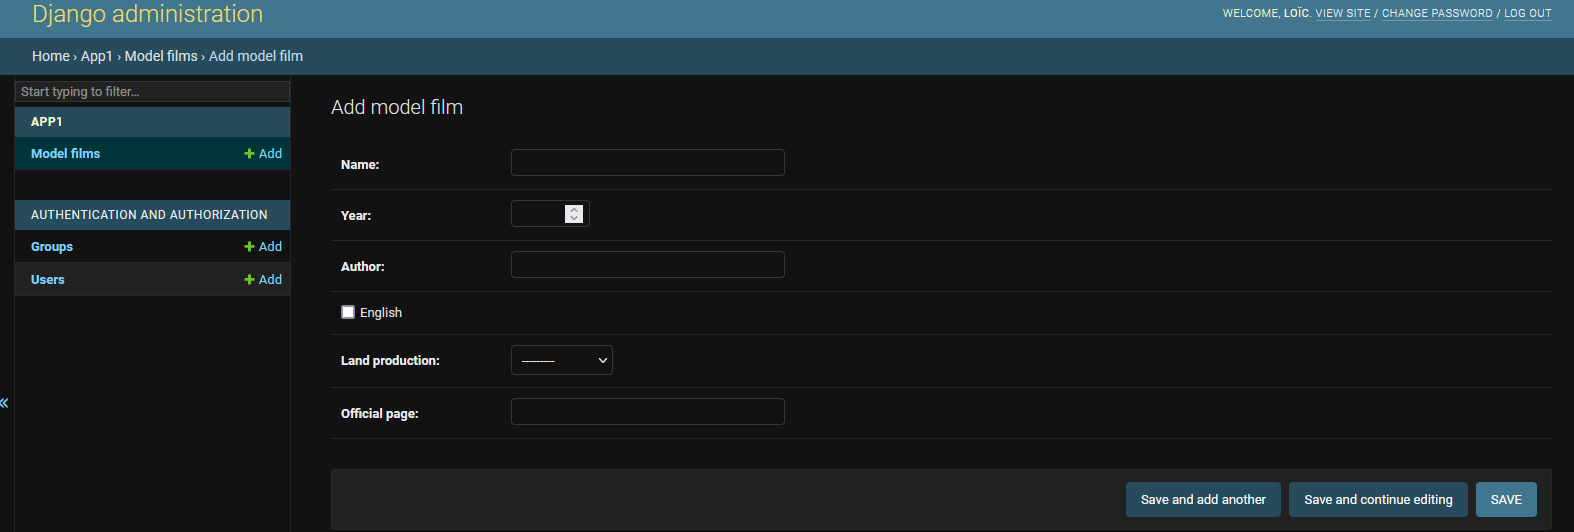 Django administration
WELCOME, LOÏC. VIEW SITE / CHANGE PASSWORD / LOG OUT
Home › App1 › Model films › Add model film
Start typing to filter...
APP1
Model films + Add
AUTHENTICATION AND AUTHORIZATION
Groups + Add
Users + Add
«
Add model film
Name:
Year:
Author:
English
Land production: ---------
Official page:
Save and add another
Save and continue editing
SAVE